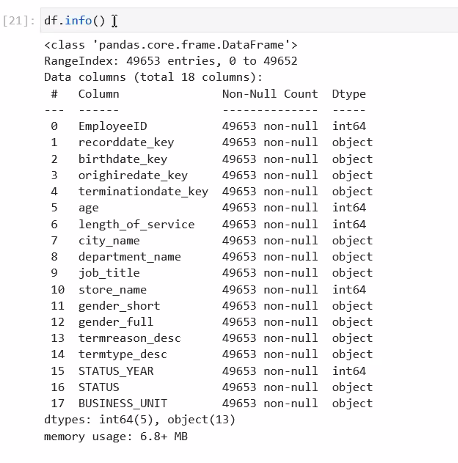 [21]: df.info()
<class 'pandas.core.frame.DataFrame'>
RangeIndex: 49653 entries, 0 to 49652
Data columns (total 18 columns):
 #   Column               Non-Null Count  Dtype
---  ------               --------------  -----
 0   EmployeeID           49653 non-null  int64
 1   recorddate_key       49653 non-null  object
 2   birthdate_key        49653 non-null  object
 3   orighiredate_key     49653 non-null  object
 4   terminationdate_key  49653 non-null  object
 5   age                  49653 non-null  int64
 6   length_of_service    49653 non-null  int64
 7   city_name            49653 non-null  object
 8   department_name      49653 non-null  object
 9   job_title            49653 non-null  object
 10  store_name           49653 non-null  int64
 11  gender_short         49653 non-null  object
 12  gender_full          49653 non-null  object
 13  termreason_desc      49653 non-null  object
 14  termtype_desc        49653 non-null  object
 15  STATUS_YEAR          49653 non-null  int64
 16  STATUS               49653 non-null  object
 17  BUSINESS_UNIT        49653 non-null  object
dtypes: int64(5), object(13)
memory usage: 6.8+ MB